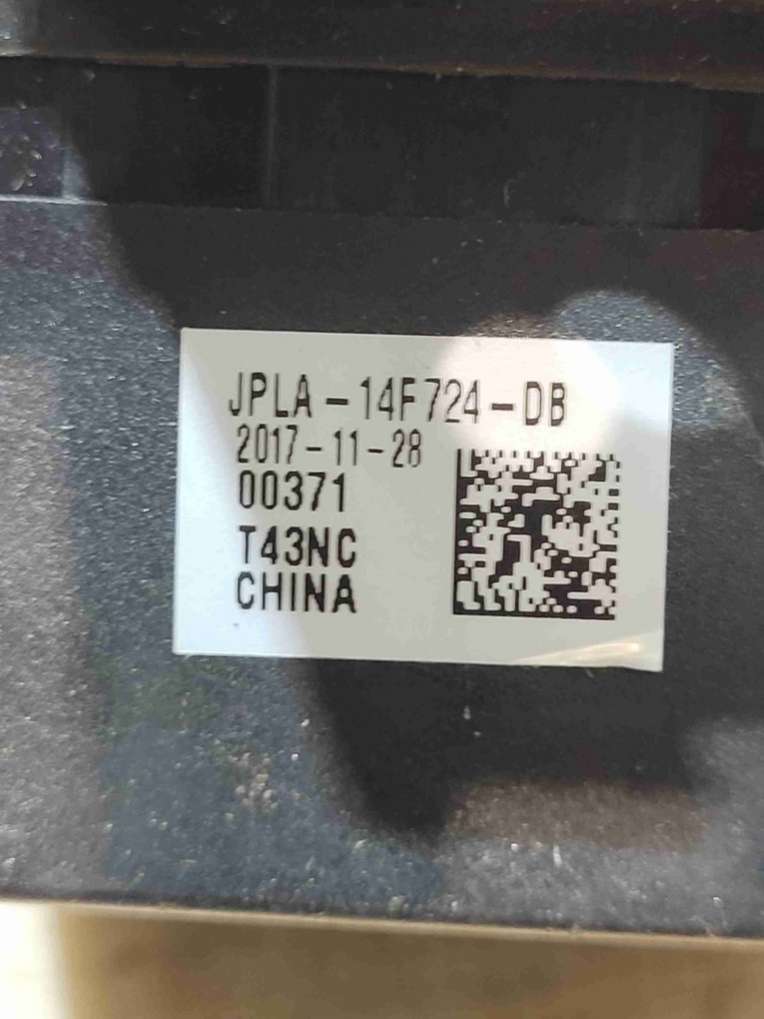 JPLA-14F724-DB
2017-11-28
00371
T43NC
CHINA